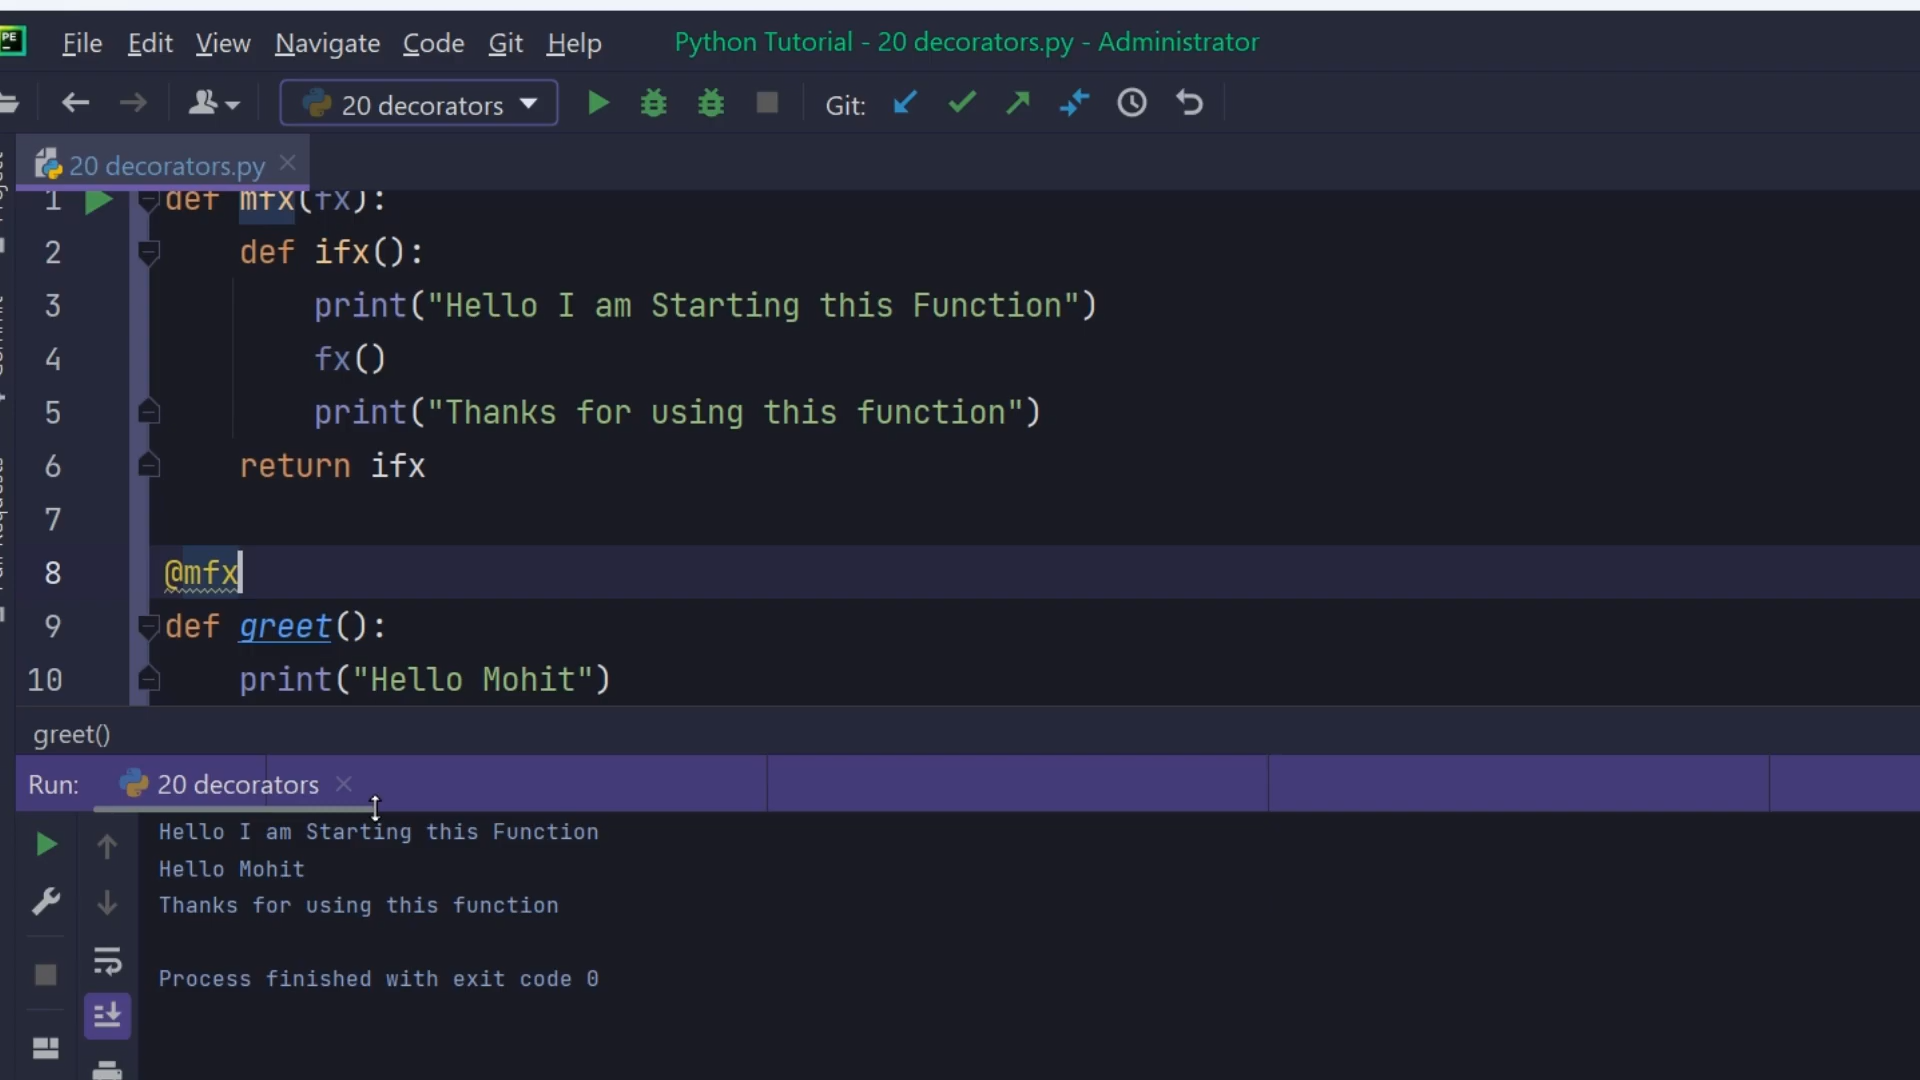 PE
File Edit View Navigate Code Git Help Python Tutorial - 20 decorators.py - Administrator
20 decorators Git:
20 decorators.py
1 def mfx(fx):
2 def ifx():
3 print("Hello I am Starting this Function")
4 fx()
5 print("Thanks for using this function")
6 return ifx
7
8 @mfx
9 def greet():
10 print("Hello Mohit")
greet()
Run: 20 decorators
Hello I am Starting this Function
Hello Mohit
Thanks for using this function
Process finished with exit code 0